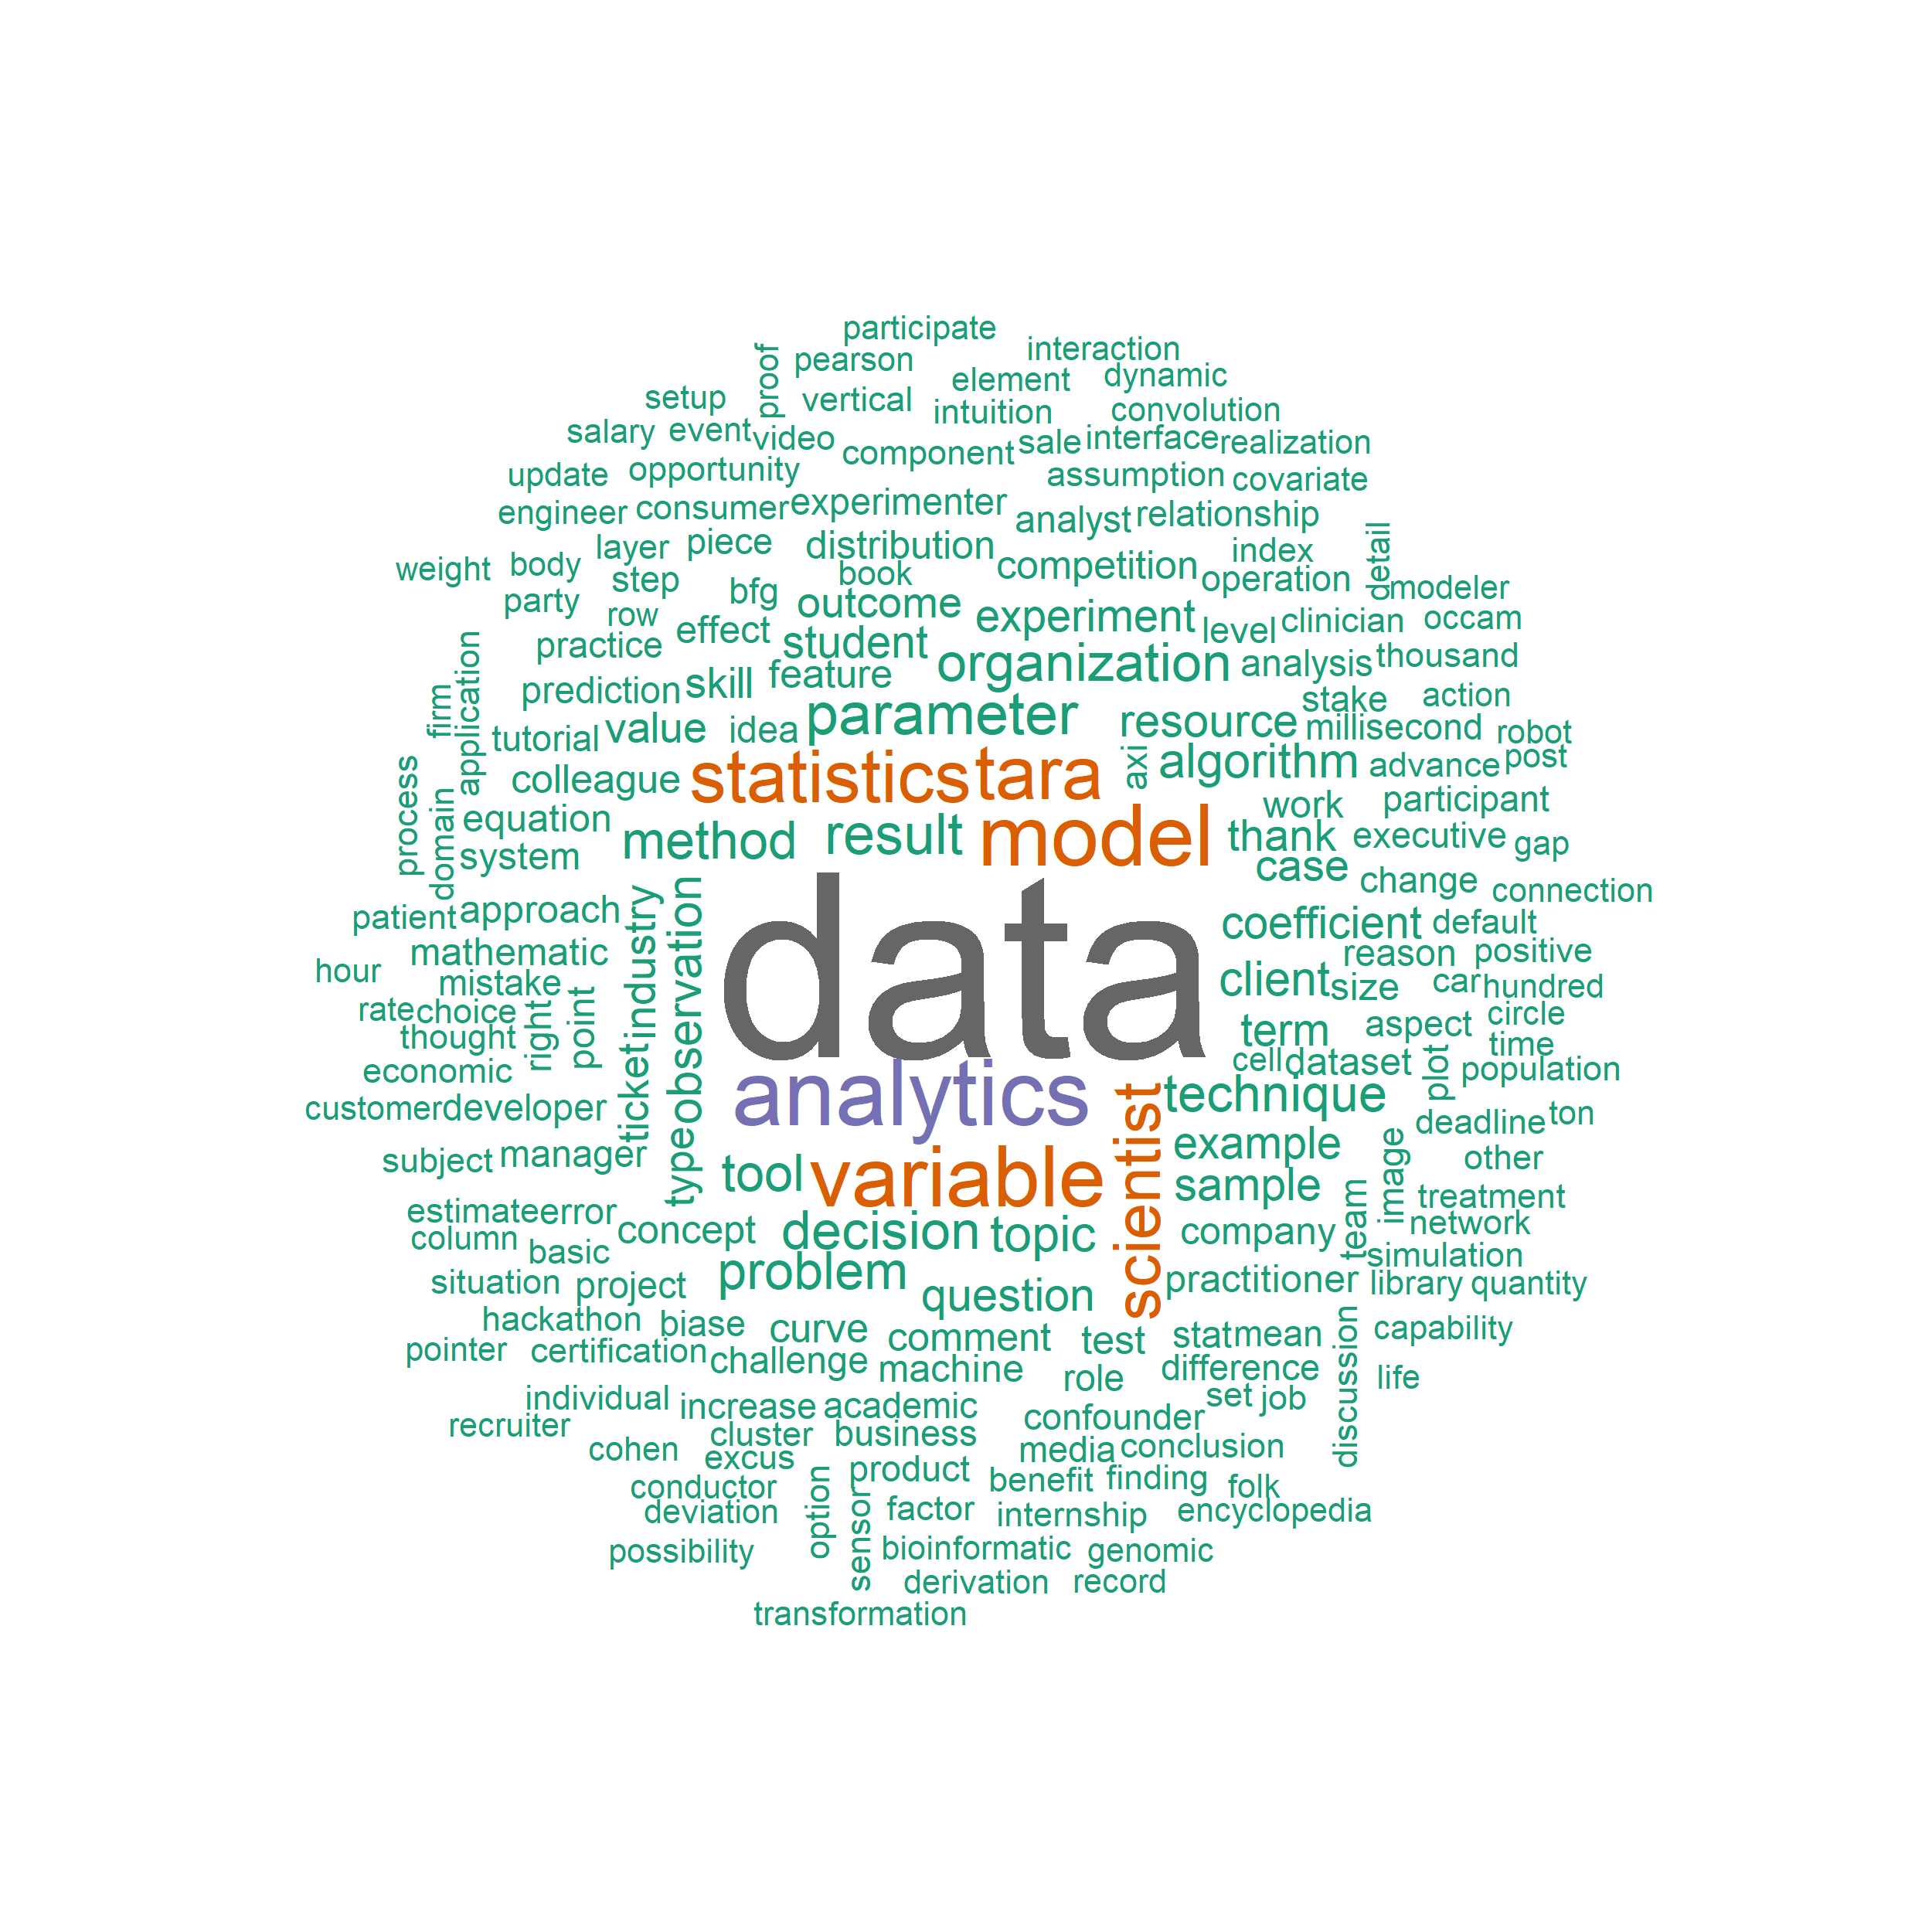 participate
proof pearson interaction
element dynamic
setup vertical intuition convolution
salary event video component sale interface realization
update opportunity assumption covariate
engineer consumer experimenter analyst relationship
layer piece distribution index detail
weight body step bfg book competition operation modeler
party row outcome experiment level clinician occam
practice effect student organization analysis thousand
firm application prediction skill feature stake action
tutorial value idea parameter resource millisecond robot
process colleague statistics tara axi algorithm advance post
domain equation work participant
system method result model thank executive gap
case change connection
patient approach industry observation data coefficient default
mathematic reason positive
hour mistake client size car hundred
rate choice right point term aspect circle
thought time
economic ticket cell dataset plot population
customer developer analytics technique deadline ton
subject manager type tool variable scientist example image other
sample team treatment
estimate error concept decision topic company network
column basic simulation
situation project problem question practitioner library quantity
hackathon biase curve comment test stat mean discussion capability
pointer certification challenge machine role difference life
individual increase academic confounder set job
recruiter cluster business
cohen excus media conclusion
conductor option sensor product benefit finding folk
deviation factor internship encyclopedia
possibility bioinformatic genomic
derivation record
transformation